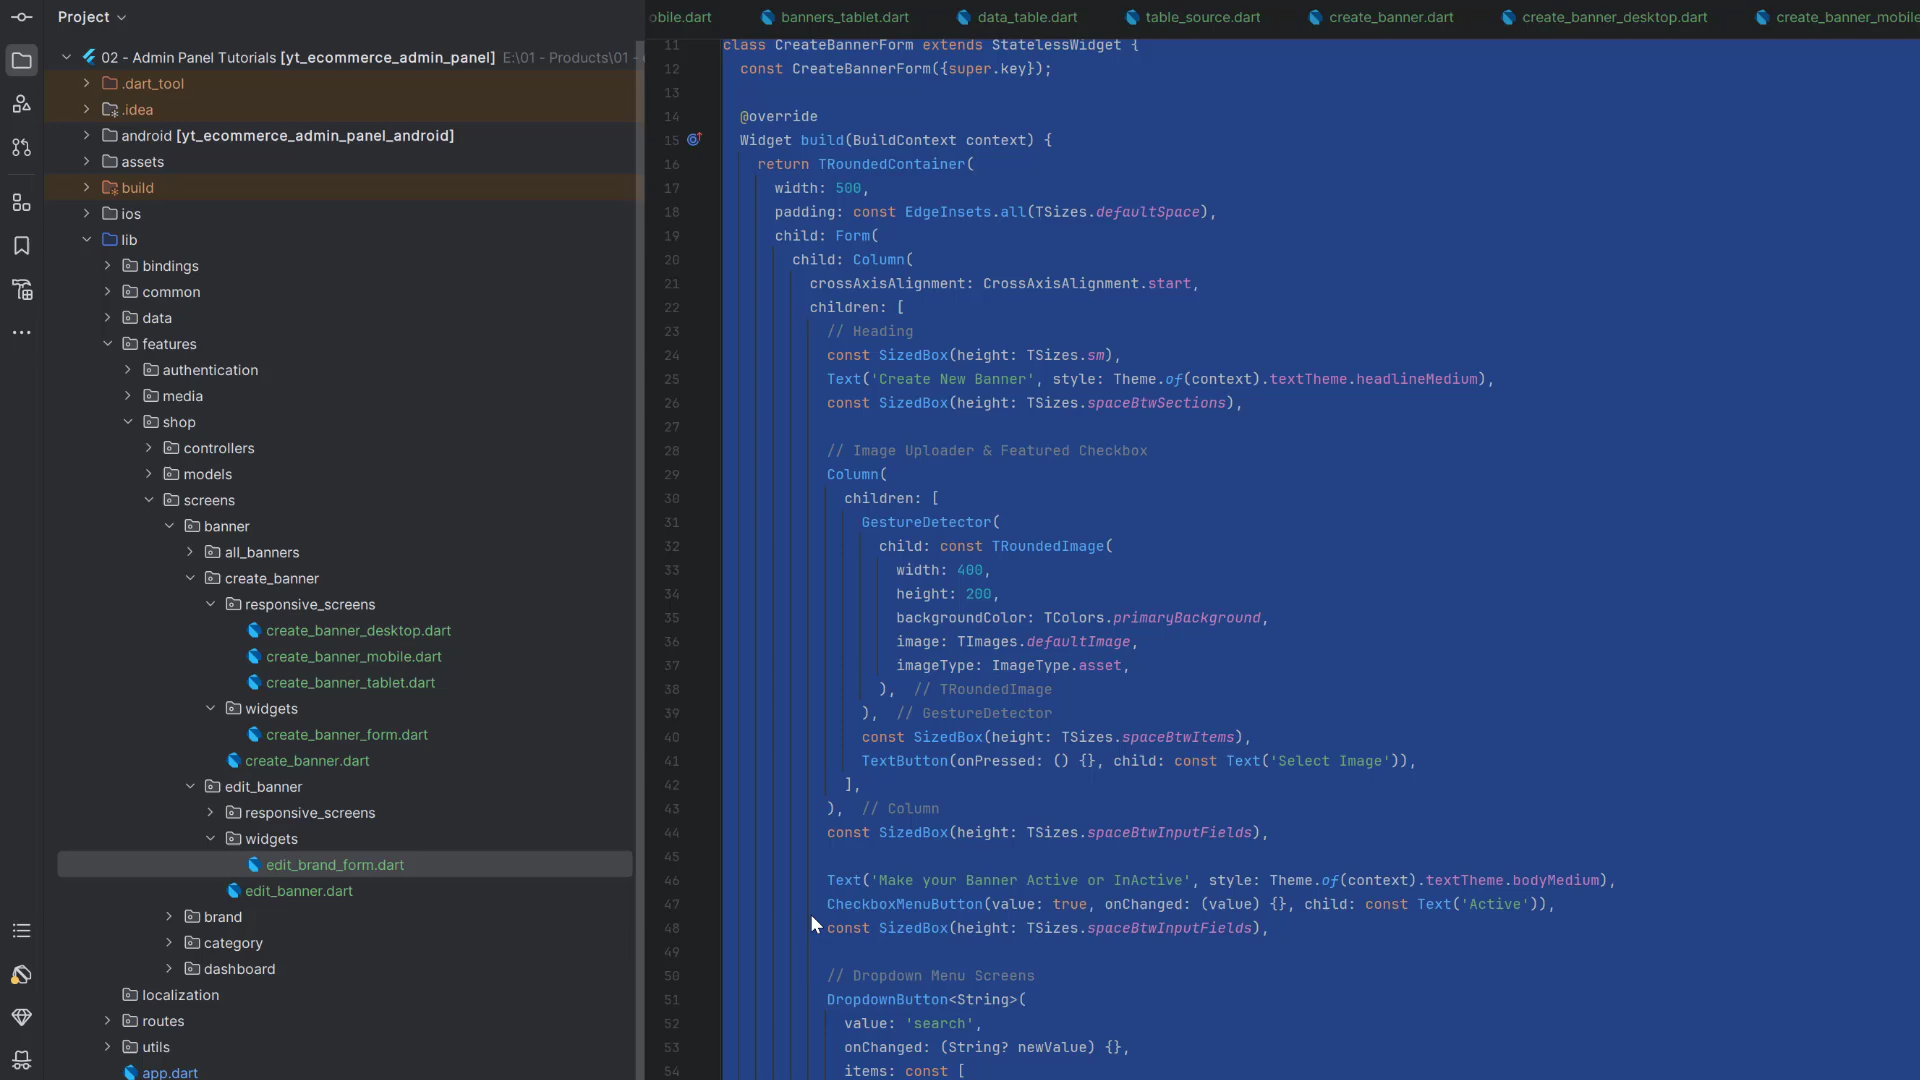 Project
02 - Admin Panel Tutorials [yt_ecommerce_admin_panel] E:\01 - Products\01 -
.dart_tool
.idea
android [yt_ecommerce_admin_panel_android]
assets
build
ios
lib
bindings
common
data
features
authentication
media
shop
controllers
models
screens
banner
all_banners
create_banner
responsive_screens
create_banner_desktop.dart
create_banner_mobile.dart
create_banner_tablet.dart
widgets
create_banner_form.dart
create_banner.dart
edit_banner
responsive_screens
widgets
edit_brand_form.dart
edit_banner.dart
brand
category
dashboard
localization
routes
utils
app.dart
obile.dart banners_tablet.dart data_table.dart table_source.dart create_banner.dart create_banner_desktop.dart create_banner_mobile
11 class CreateBannerForm extends StatelessWidget {
12 const CreateBannerForm({super.key});
13
14 @override
15 Widget build(BuildContext context) {
16 return TRoundedContainer(
17 width: 500,
18 padding: const EdgeInsets.all(TSizes.defaultSpace),
19 child: Form(
20 child: Column(
21 crossAxisAlignment: CrossAxisAlignment.start,
22 children: [
23 // Heading
24 const SizedBox(height: TSizes.sm),
25 Text('Create New Banner', style: Theme.of(context).textTheme.headlineMedium),
26 const SizedBox(height: TSizes.spaceBtwSections),
27
28 // Image Uploader & Featured Checkbox
29 Column(
30 children: [
31 GestureDetector(
32 child: const TRoundedImage(
33 width: 400,
34 height: 200,
35 backgroundColor: TColors.primaryBackground,
36 image: TImages.defaultImage,
37 imageType: ImageType.asset,
38 ), // TRoundedImage
39 ), // GestureDetector
40 const SizedBox(height: TSizes.spaceBtwItems),
41 TextButton(onPressed: () {}, child: const Text('Select Image')),
42 ],
43 ), // Column
44 const SizedBox(height: TSizes.spaceBtwInputFields),
45
46 Text('Make your Banner Active or InActive', style: Theme.of(context).textTheme.bodyMedium),
47 CheckboxMenuButton(value: true, onChanged: (value) {}, child: const Text('Active')),
48 const SizedBox(height: TSizes.spaceBtwInputFields),
49
50 // Dropdown Menu Screens
51 DropdownButton<String>(
52 value: 'search',
53 onChanged: (String? newValue) {},
54 items: const [